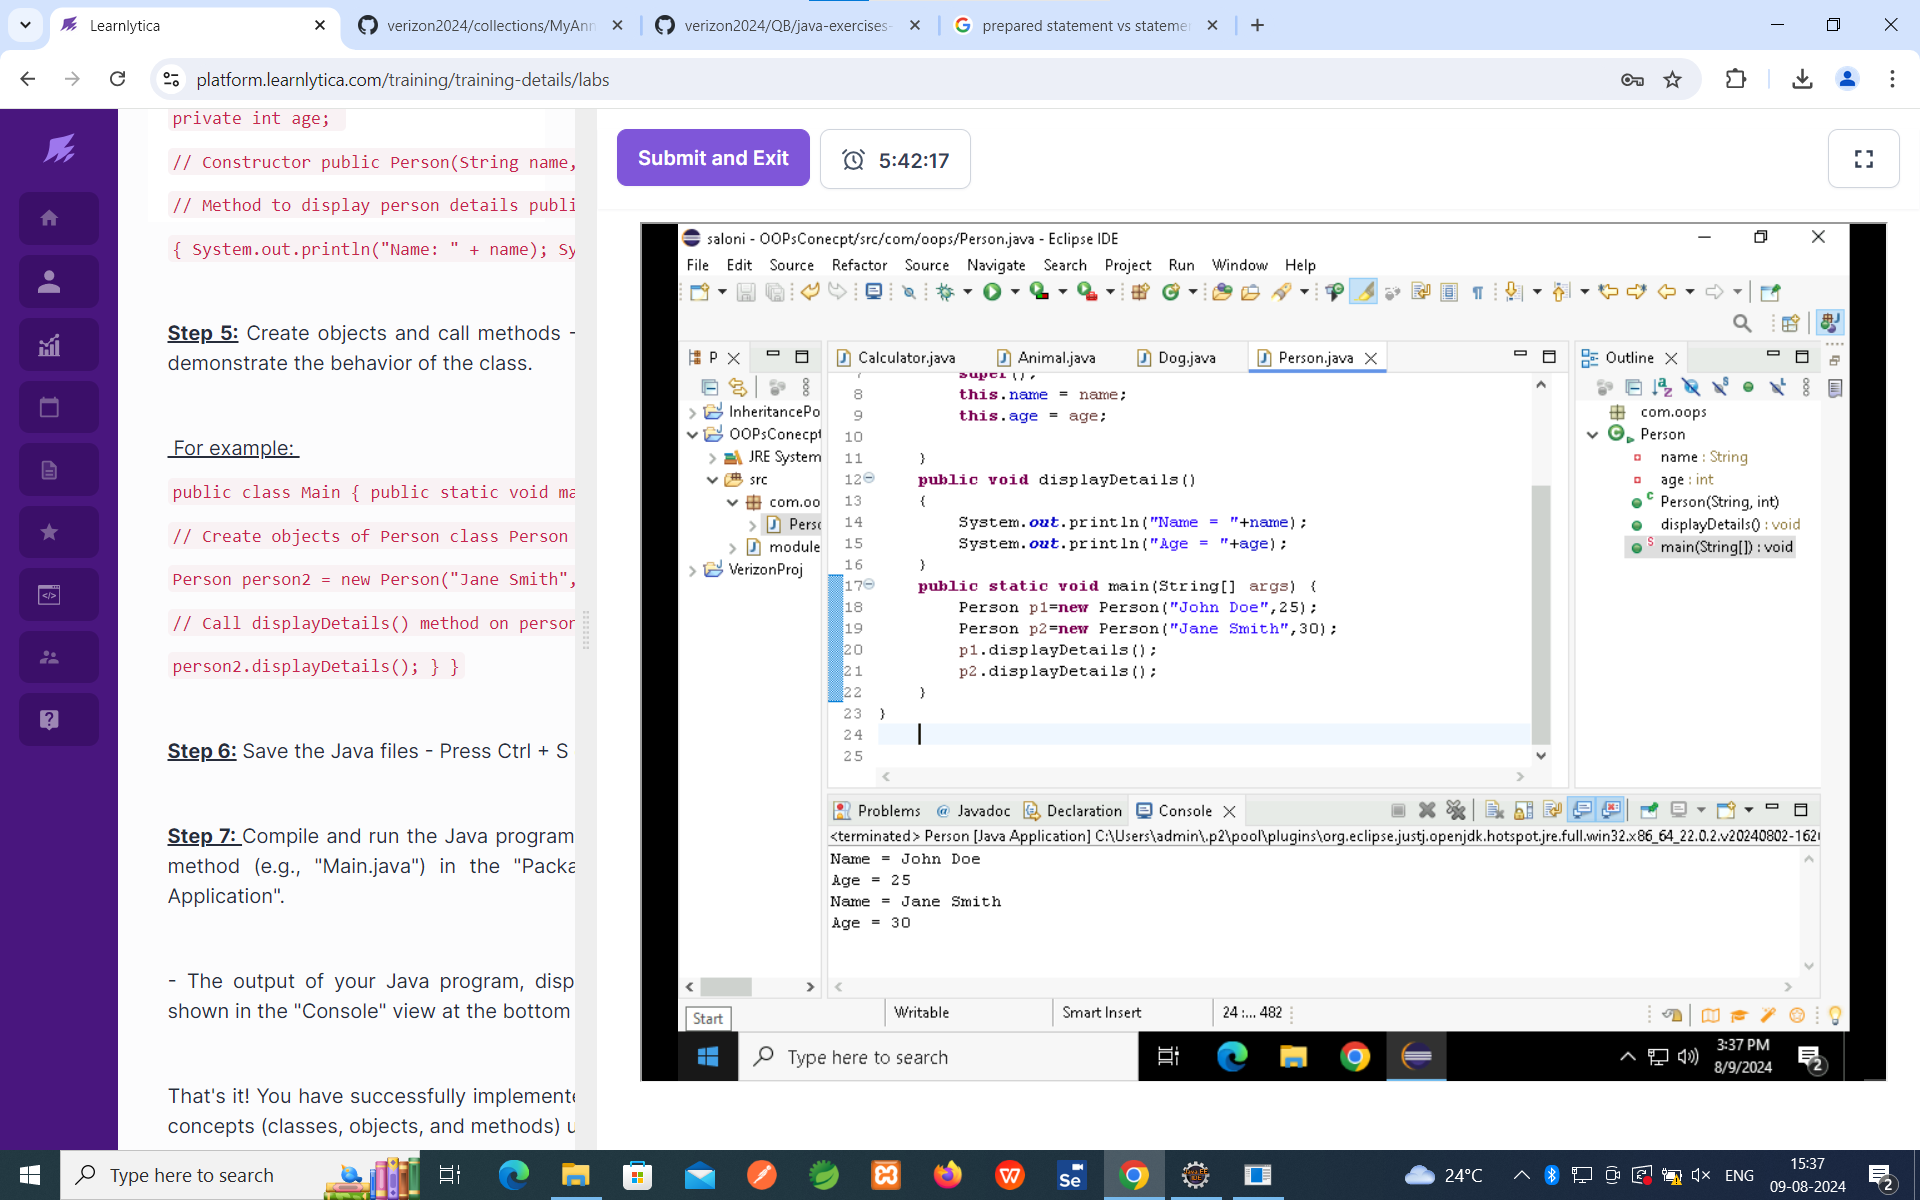 Learnlytica
verizon2024/collections/MyAnn
verizon2024/QB/java-exercises-
prepared statement vs stateme
platform.learnlytica.com/training/training-details/labs
private int age;
// Constructor public Person(String name,
// Method to display person details publi
{ System.out.println("Name: " + name); Sy
Step 5: Create objects and call methods -
demonstrate the behavior of the class.
For example:
public class Main { public static void ma
// Create objects of Person class Person
Person person2 = new Person("Jane Smith",
// Call displayDetails() method on person
person2.displayDetails(); } }
Step 6: Save the Java files - Press Ctrl + S
Step 7: Compile and run the Java program
method (e.g., "Main.java") in the "Packa
Application".
- The output of your Java program, disp
shown in the "Console" view at the bottom
That's it! You have successfully implemente
concepts (classes, objects, and methods) u
Submit and Exit
5:42:17
saloni - OOPsConecpt/src/com/oops/Person.java - Eclipse IDE
File Edit Source Refactor Source Navigate Search Project Run Window Help
P
InheritancePo
OOPsConecpt
JRE System
src
com.oo
Perso
module
VerizonProj
Calculator.java
Animal.java
Dog.java
Person.java
7 super();
8 this.name = name;
9 this.age = age;
10
11 }
12 public void displayDetails()
13 {
14 System.out.println("Name = "+name);
15 System.out.println("Age = "+age);
16 }
17 public static void main(String[] args) {
18 Person p1=new Person("John Doe",25);
19 Person p2=new Person("Jane Smith",30);
20 p1.displayDetails();
21 p2.displayDetails();
22 }
23 }
24
25
Outline
com.oops
Person
name : String
age : int
Person(String, int)
displayDetails() : void
main(String[]) : void
Problems
Javadoc
Declaration
Console
<terminated> Person [Java Application] C:\Users\admin\.p2\pool\plugins\org.eclipse.justj.openjdk.hotspot.jre.full.win32.x86_64_22.0.2.v20240802-162
Name = John Doe
Age = 25
Name = Jane Smith
Age = 30
Start
Writable
Smart Insert
24 :... 482
Type here to search
3:37 PM
8/9/2024
2
Type here to search
24°C
ENG
15:37
09-08-2024
2